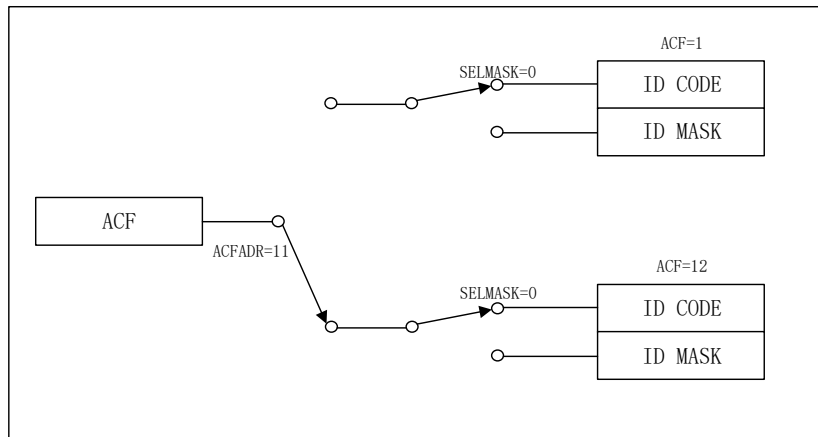 ACF=1
SELMASK=0
ID CODE
ID MASK
ACF
ACFADR=11
ACF=12
SELMASK=0
ID CODE
ID MASK